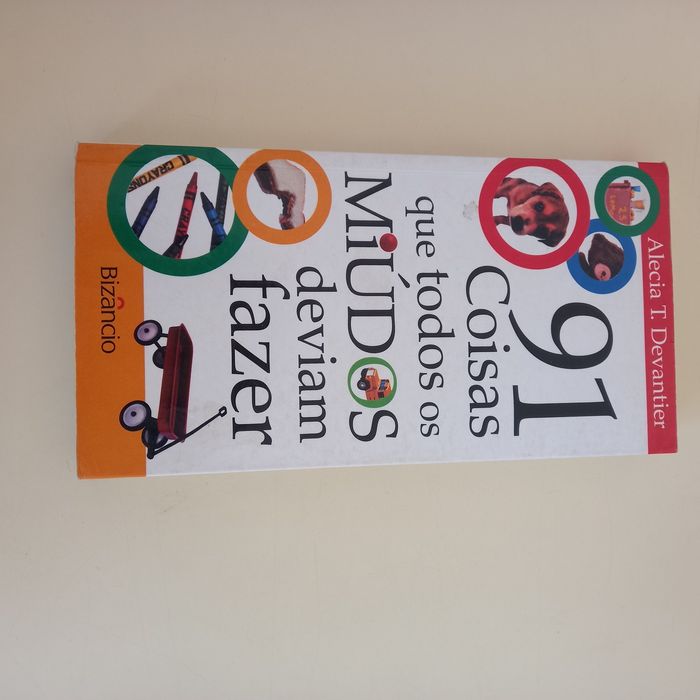 Alecia T. Devantier
91
Coisas
que todos os
MiÚDOS
deviam
fazer
Bizâncio
CRAYONS